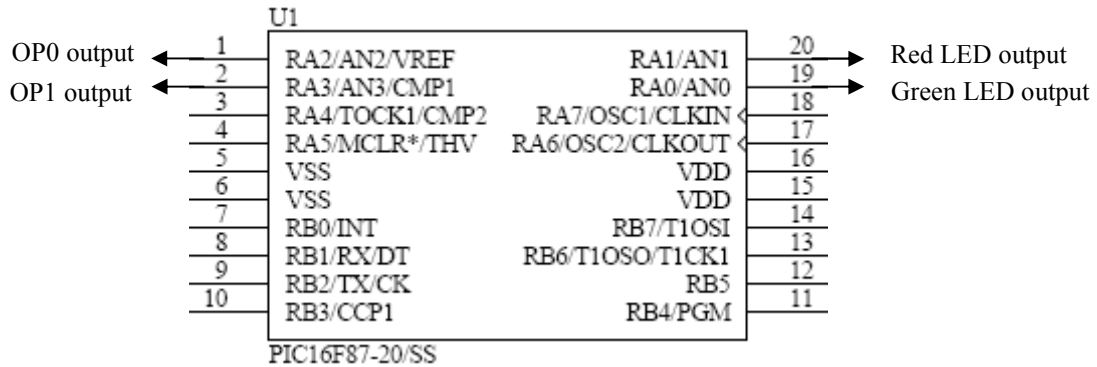 U1
OP0 output 1 RA2/AN2/VREF RA1/AN1 20 Red LED output
OP1 output 2 RA3/AN3/CMP1 RA0/AN0 19 Green LED output
3 RA4/TOCK1/CMP2 RA7/OSC1/CLKIN 18
4 RA5/MCLR*/THV RA6/OSC2/CLKOUT 17
5 VSS VDD 16
6 VSS VDD 15
7 RB0/INT RB7/T1OSI 14
8 RB1/RX/DT RB6/T1OSO/T1CK1 13
9 RB2/TX/CK RB5 12
10 RB3/CCP1 RB4/PGM 11
PIC16F87-20/SS